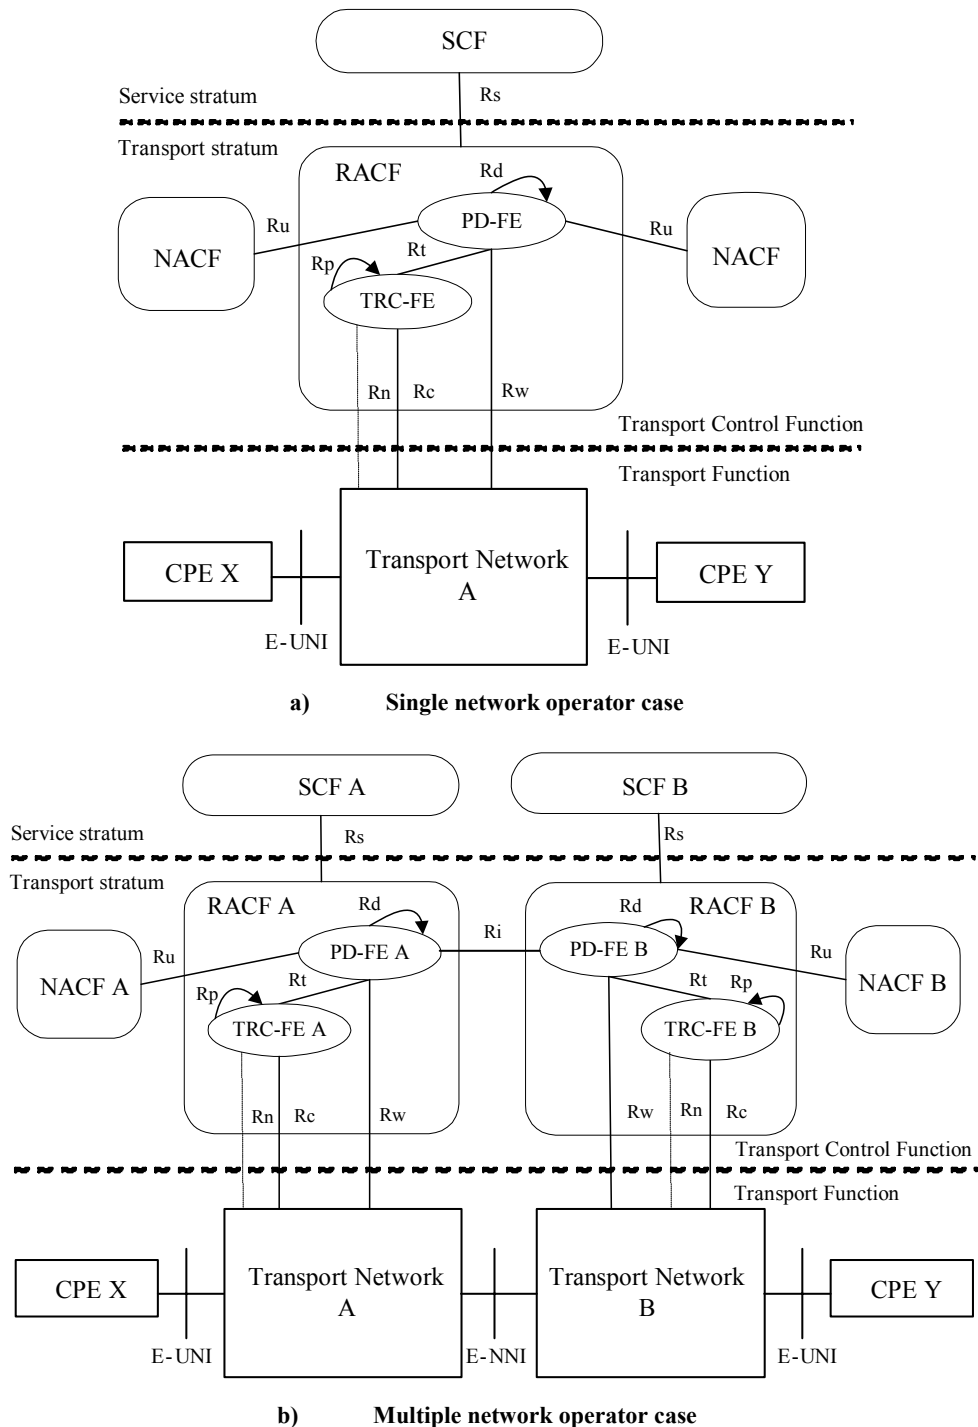 SCF
Rs
Service stratum
Transport stratum
RACF
Rd
PD-FE
Ru
Ru
NACF
NACF
Rt
Rp
TRC-FE
Rn
Rc
Rw
Transport Control Function
Transport Function
CPE X
Transport Network
A
CPE Y
E-UNI
E-UNI
a) Single network operator case
SCF A
SCF B
Rs
Rs
Service stratum
Transport stratum
RACF A
RACF B
Rd
Rd
PD-FE A
Ri
PD-FE B
Ru
Ru
NACF A
NACF B
Rt
Rt
Rp
Rp
TRC-FE A
TRC-FE B
Rn
Rc
Rw
Rw
Rn
Rc
Transport Control Function
Transport Function
CPE X
Transport Network
A
Transport Network
B
CPE Y
E-UNI
E-NNI
E-UNI
b) Multiple network operator case